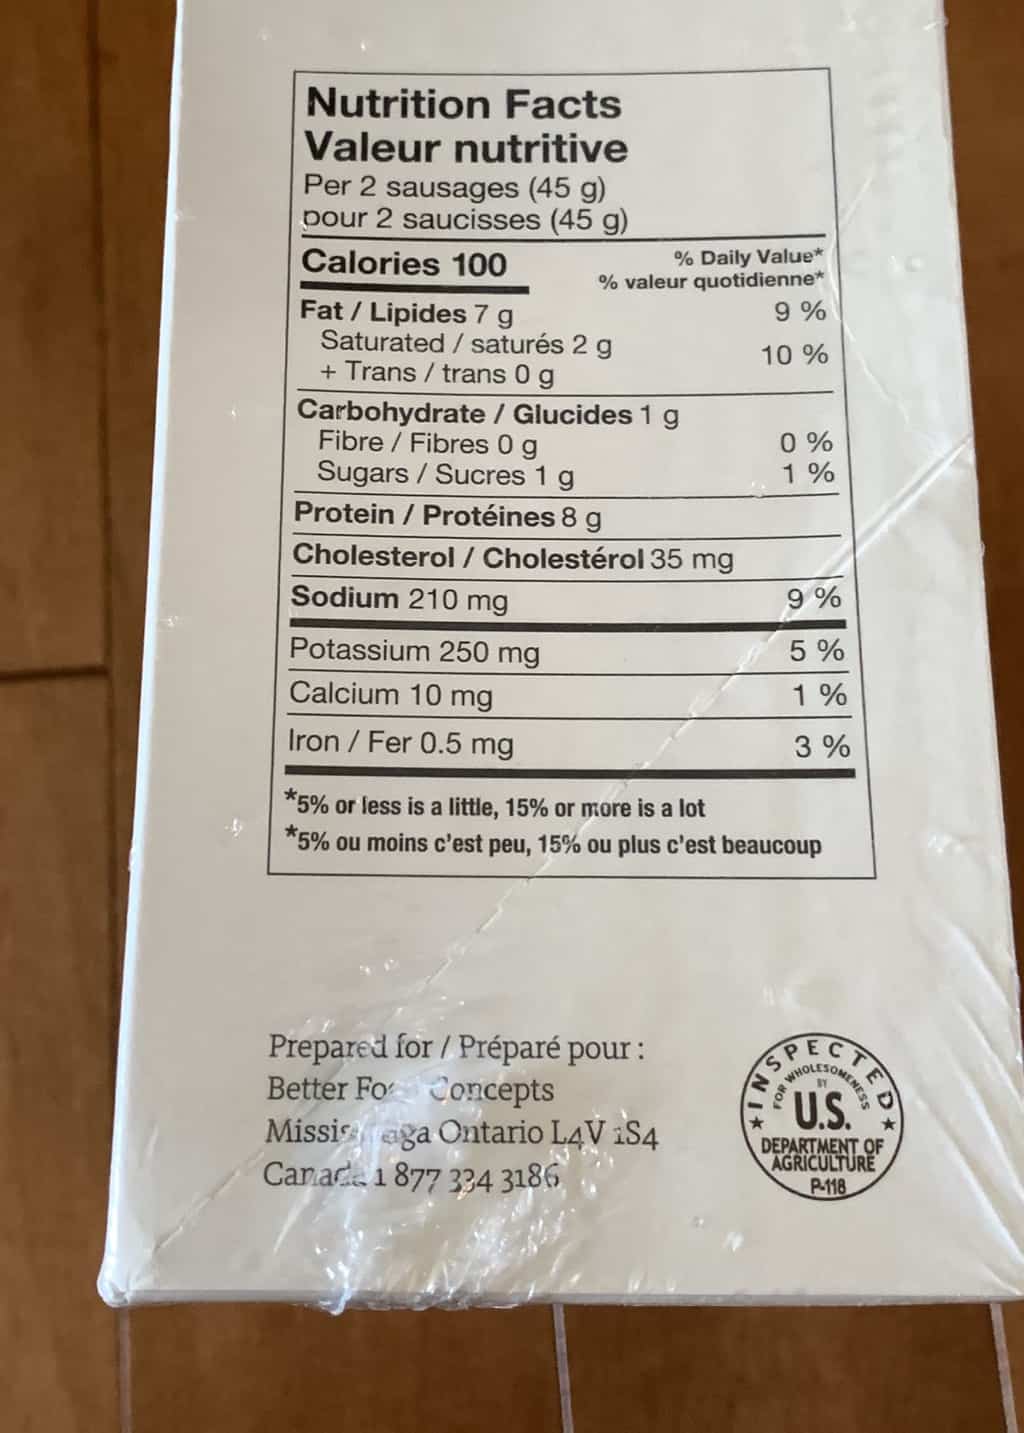 Nutrition Facts
Valeur nutritive
Per 2 sausages (45 g)
pour 2 saucisses (45 g)
Calories 100
% Daily Value*
% valeur quotidienne*
Fat / Lipides 7 g 9 %
Saturated / saturés 2 g
+ Trans / trans 0 g 10 %
Carbohydrate / Glucides 1 g
Fibre / Fibres 0 g 0 %
Sugars / Sucres 1 g 1 %
Protein / Protéines 8 g
Cholesterol / Cholestérol 35 mg
Sodium 210 mg 9 %
Potassium 250 mg 5 %
Calcium 10 mg 1 %
Iron / Fer 0.5 mg 3 %
*5% or less is a little, 15% or more is a lot
*5% ou moins c'est peu, 15% ou plus c'est beaucoup
Prepared for / Préparé pour :
Better Concepts
Ontario L4V 1S4
Canada 1 877 334 3186
INSPECTED
FOR WHOLESOMENESS
BY
U.S.
DEPARTMENT OF
AGRICULTURE
P-118